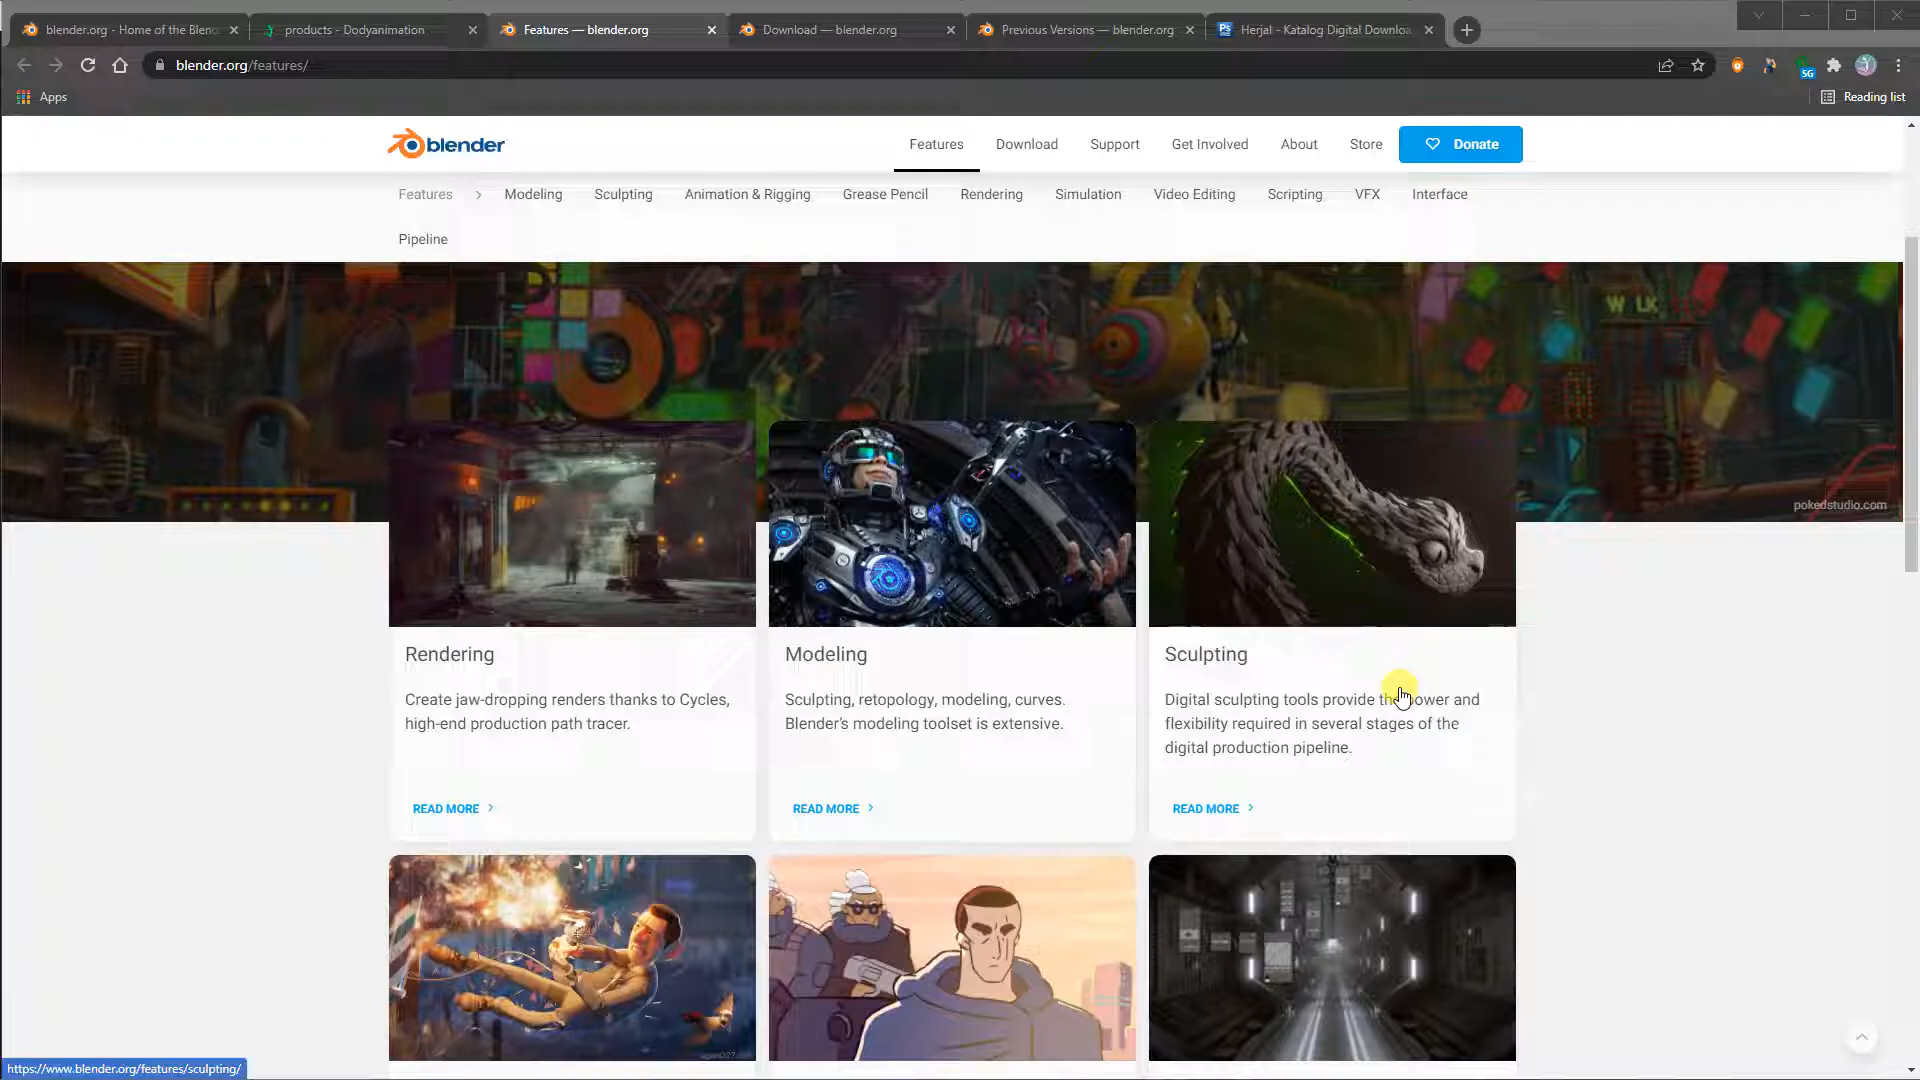 blender.org - Home of the Blend
products - Dodyanimation
Features — blender.org
Download — blender.org
Previous Versions — blender.org
Ps
Herjal - Katalog Digital Downloa
blender.org/features/
SG
Apps
Reading list
blender
Features
Download
Support
Get Involved
About
Store
Donate
Features
Modeling
Sculpting
Animation & Rigging
Grease Pencil
Rendering
Simulation
Video Editing
Scripting
VFX
Interface
Pipeline
pokedstudio.com
Rendering
Create jaw-dropping renders thanks to Cycles,
high-end production path tracer.
READ MORE
Modeling
Sculpting, retopology, modeling, curves.
Blender's modeling toolset is extensive.
READ MORE
Sculpting
Digital sculpting tools provide the power and
flexibility required in several stages of the
digital production pipeline.
READ MORE
agent327.com
https://www.blender.org/features/sculpting/